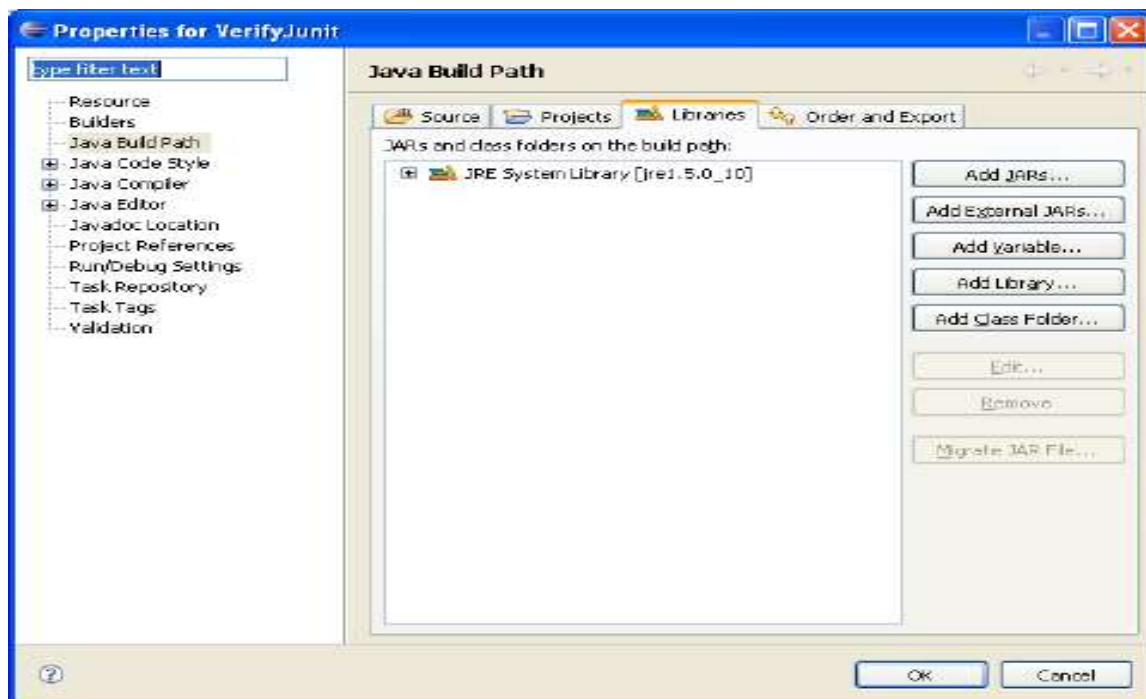 Properties for VerifyJunit
type filter text
Resource
Builders
Java Build Path
Java Code Style
Java Compiler
Java Editor
Javadoc Location
Project References
Run/Debug Settings
Task Repository
Task Tags
Validation
Java Build Path
Source Projects Libraries Order and Export
JARs and class folders on the build path:
JRE System Library [jre1.5.0_10]
Add JARs...
Add External JARs...
Add Variable...
Add Library...
Add Class Folder...
Edit...
Remove
Migrate JAR File...
OK Cancel